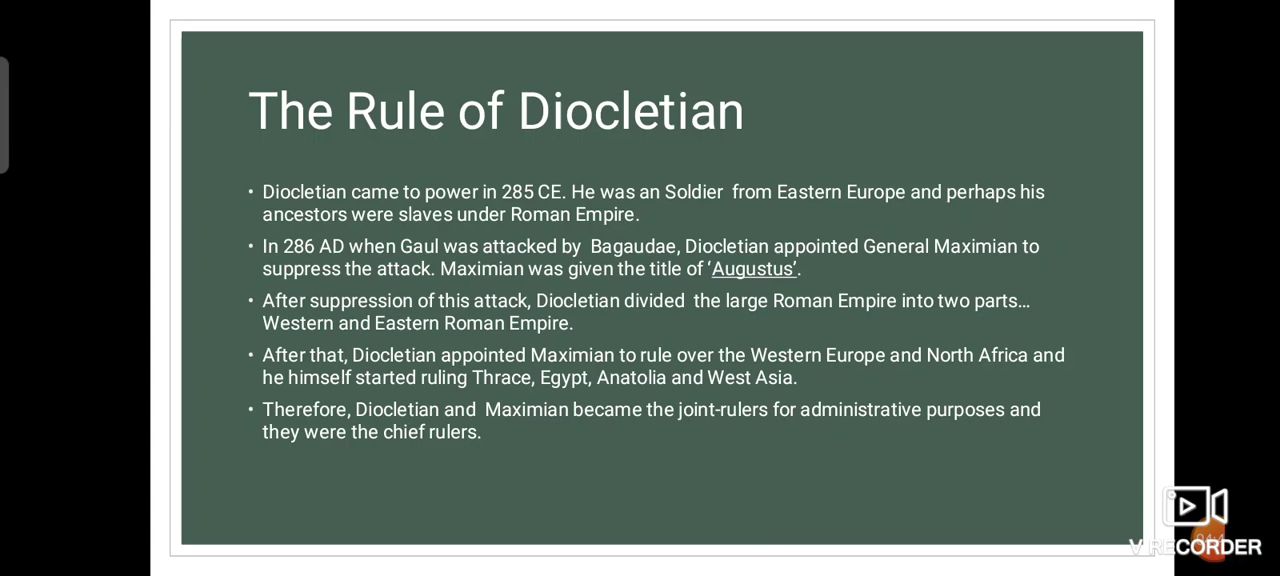 The Rule of Diocletian
• Diocletian came to power in 285 CE. He was an Soldier  from Eastern Europe and perhaps his
ancestors were slaves under Roman Empire.
• In 286 AD when Gaul was attacked by  Bagaudae, Diocletian appointed General Maximian to
suppress the attack. Maximian was given the title of ‘Augustus’.
• After suppression of this attack, Diocletian divided  the large Roman Empire into two parts…
Western and Eastern Roman Empire.
• After that, Diocletian appointed Maximian to rule over the Western Europe and North Africa and
he himself started ruling Thrace, Egypt, Anatolia and West Asia.
• Therefore, Diocletian and  Maximian became the joint-rulers for administrative purposes and
they were the chief rulers.
V RECORDER